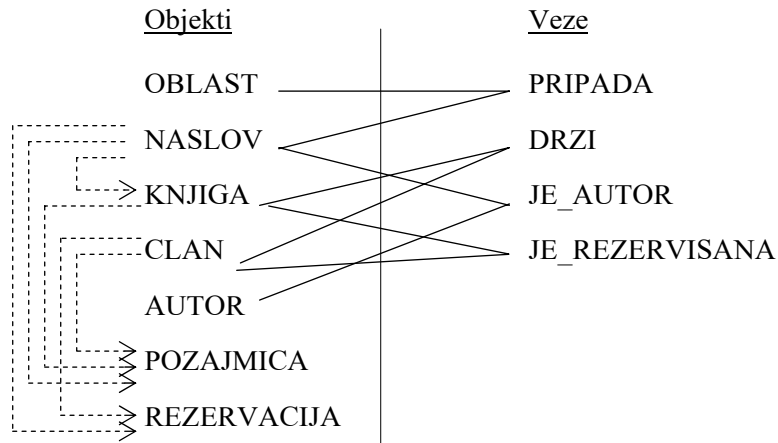 Objekti Veze
OBLAST PRIPADA
NASLOV DRZI
KNJIGA JE_AUTOR
CLAN JE_REZERVISANA
AUTOR
POZAJMICA
REZERVACIJA